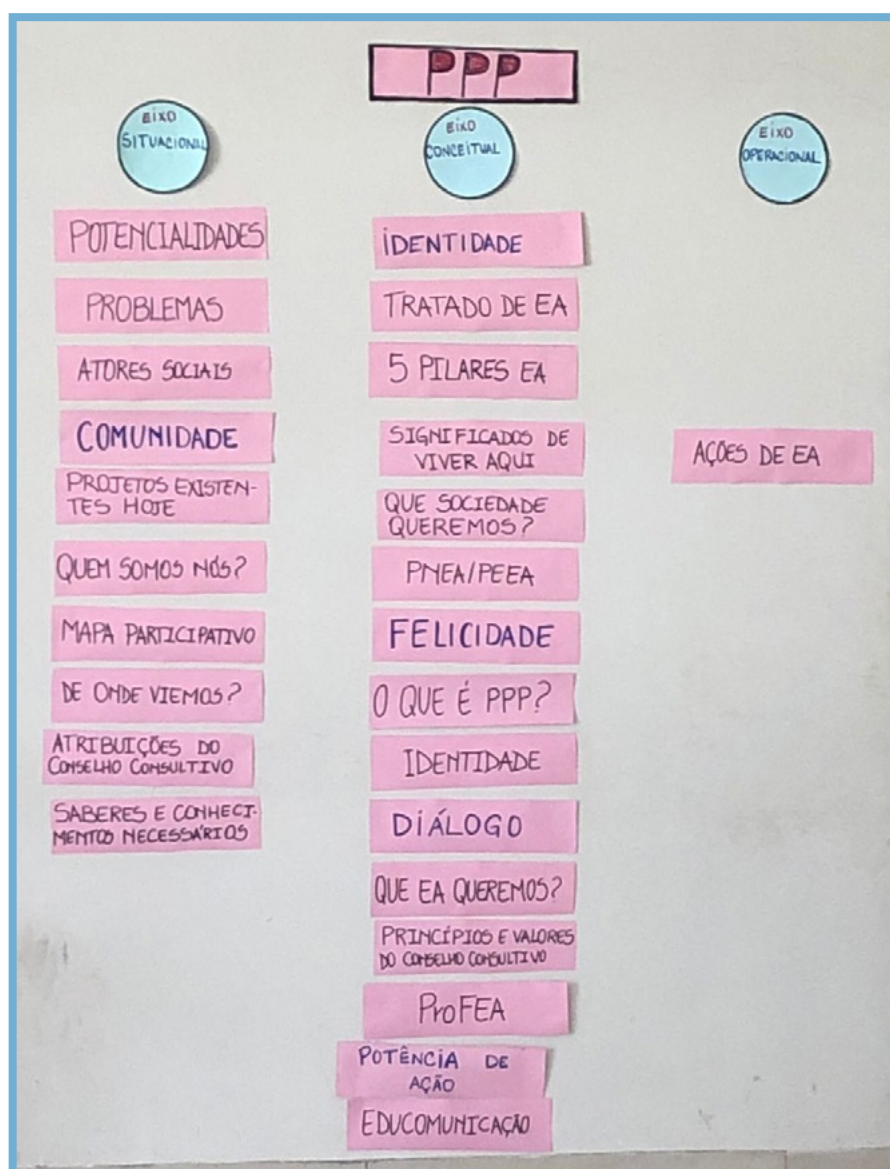 PPP
EIXO
SITUACIONAL
POTENCIALIDADES
PROBLEMAS
ATORES SOCIAIS
COMUNIDADE
PROJETOS EXISTEN-
TES HOJE
QUEM SOMOS NÓS?
MAPA PARTICIPATIVO
DE ONDE VIEMOS?
ATRIBUIÇÕES DO
CONSELHO CONSULTIVO
SABERES E CONHECI-
MENTOS NECESSÁRIOS
EIXO
CONCEITUAL
IDENTIDADE
TRATADO DE EA
5 PILARES EA
SIGNIFICADOS DE
VIVER AQUI
QUE SOCIEDADE
QUEREMOS?
PNEA/PEEA
FELICIDADE
O QUE É PPP?
IDENTIDADE
DIÁLOGO
QUE EA QUEREMOS?
PRINCÍPIOS E VALORES
DO CONSELHO CONSULTIVO
ProFEA
POTÊNCIA DE
AÇÃO
EDUCOMUNICAÇÃO
EIXO
OPERACIONAL
AÇÕES DE EA